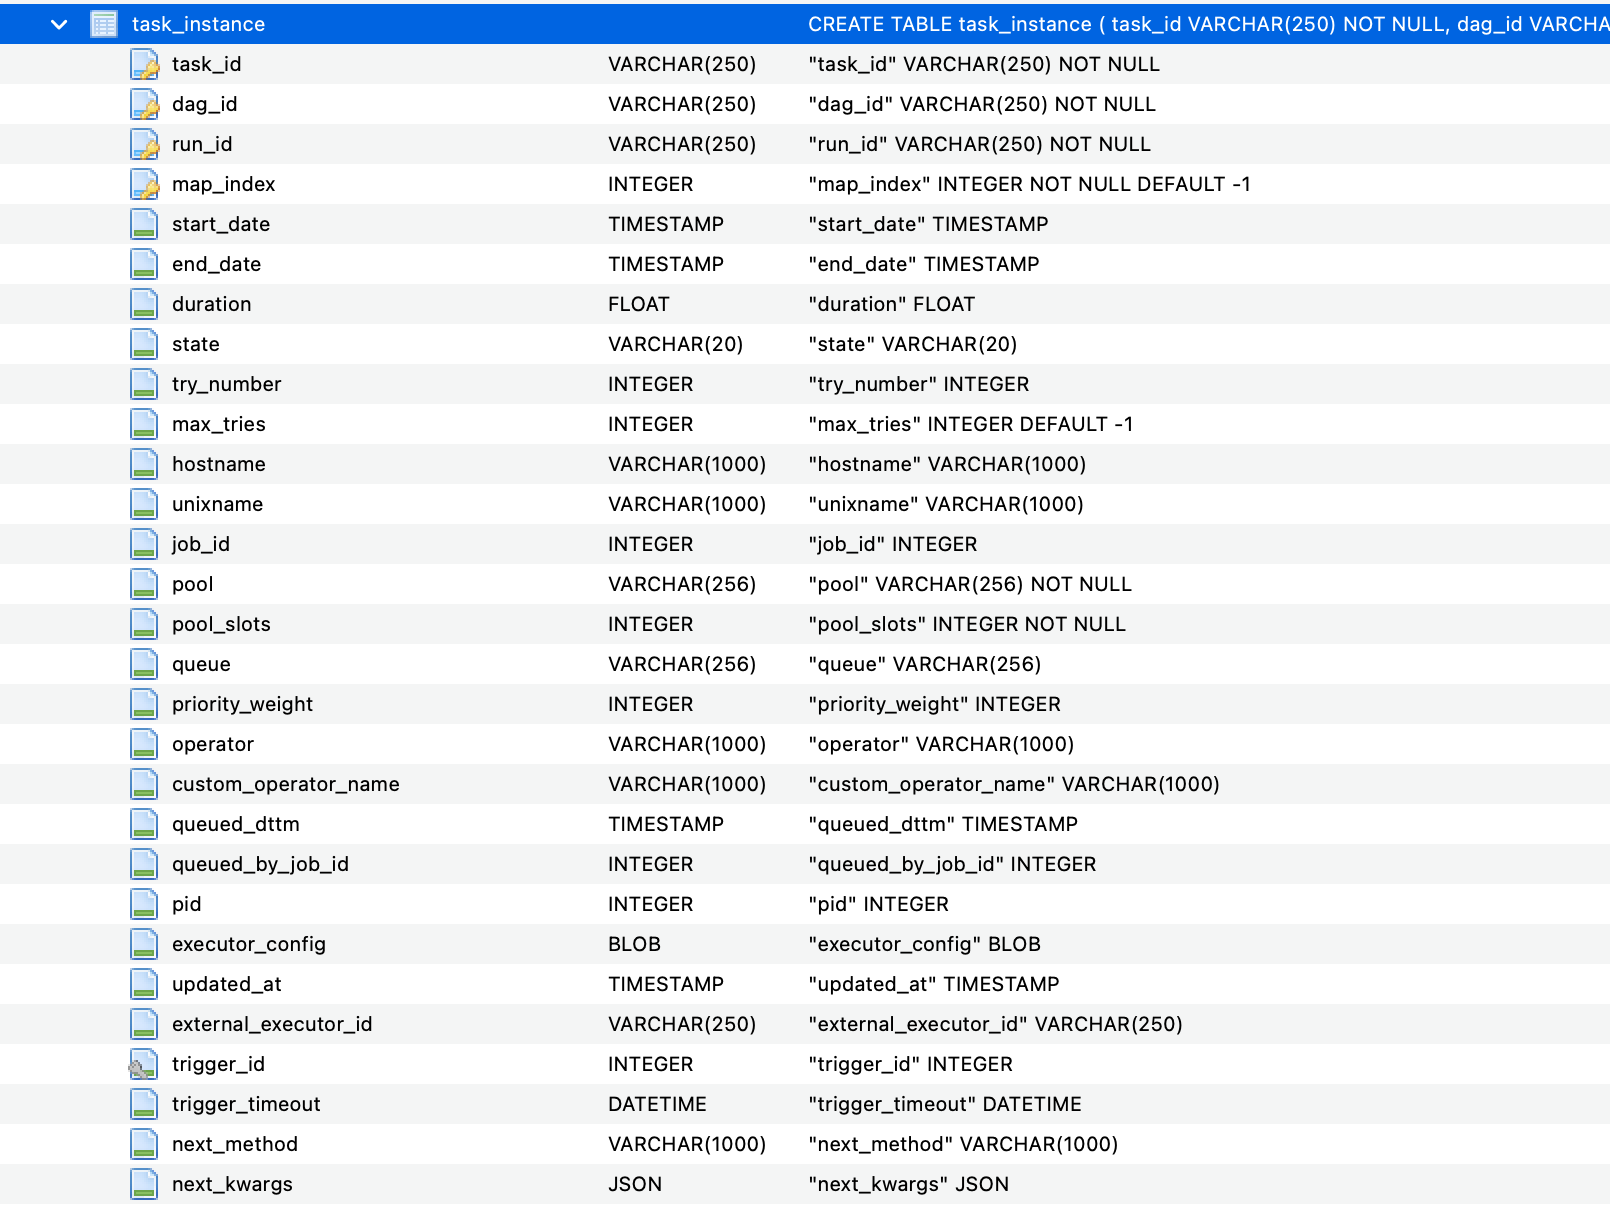 task_instance CREATE TABLE task_instance ( task_id VARCHAR(250) NOT NULL, dag_id VARCHA
task_id VARCHAR(250) "task_id" VARCHAR(250) NOT NULL
dag_id VARCHAR(250) "dag_id" VARCHAR(250) NOT NULL
run_id VARCHAR(250) "run_id" VARCHAR(250) NOT NULL
map_index INTEGER "map_index" INTEGER NOT NULL DEFAULT -1
start_date TIMESTAMP "start_date" TIMESTAMP
end_date TIMESTAMP "end_date" TIMESTAMP
duration FLOAT "duration" FLOAT
state VARCHAR(20) "state" VARCHAR(20)
try_number INTEGER "try_number" INTEGER
max_tries INTEGER "max_tries" INTEGER DEFAULT -1
hostname VARCHAR(1000) "hostname" VARCHAR(1000)
unixname VARCHAR(1000) "unixname" VARCHAR(1000)
job_id INTEGER "job_id" INTEGER
pool VARCHAR(256) "pool" VARCHAR(256) NOT NULL
pool_slots INTEGER "pool_slots" INTEGER NOT NULL
queue VARCHAR(256) "queue" VARCHAR(256)
priority_weight INTEGER "priority_weight" INTEGER
operator VARCHAR(1000) "operator" VARCHAR(1000)
custom_operator_name VARCHAR(1000) "custom_operator_name" VARCHAR(1000)
queued_dttm TIMESTAMP "queued_dttm" TIMESTAMP
queued_by_job_id INTEGER "queued_by_job_id" INTEGER
pid INTEGER "pid" INTEGER
executor_config BLOB "executor_config" BLOB
updated_at TIMESTAMP "updated_at" TIMESTAMP
external_executor_id VARCHAR(250) "external_executor_id" VARCHAR(250)
trigger_id INTEGER "trigger_id" INTEGER
trigger_timeout DATETIME "trigger_timeout" DATETIME
next_method VARCHAR(1000) "next_method" VARCHAR(1000)
next_kwargs JSON "next_kwargs" JSON